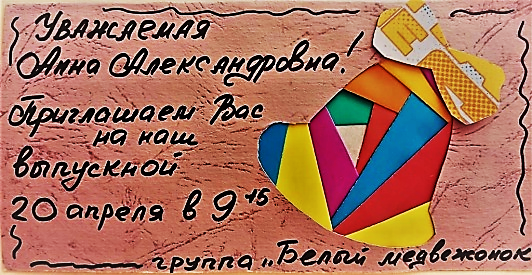 Уважаемая
Анна Александровна!
Приглашаем Вас
на наш
выпускной
20 апреля в 9 15
группа „Белый медвежонок